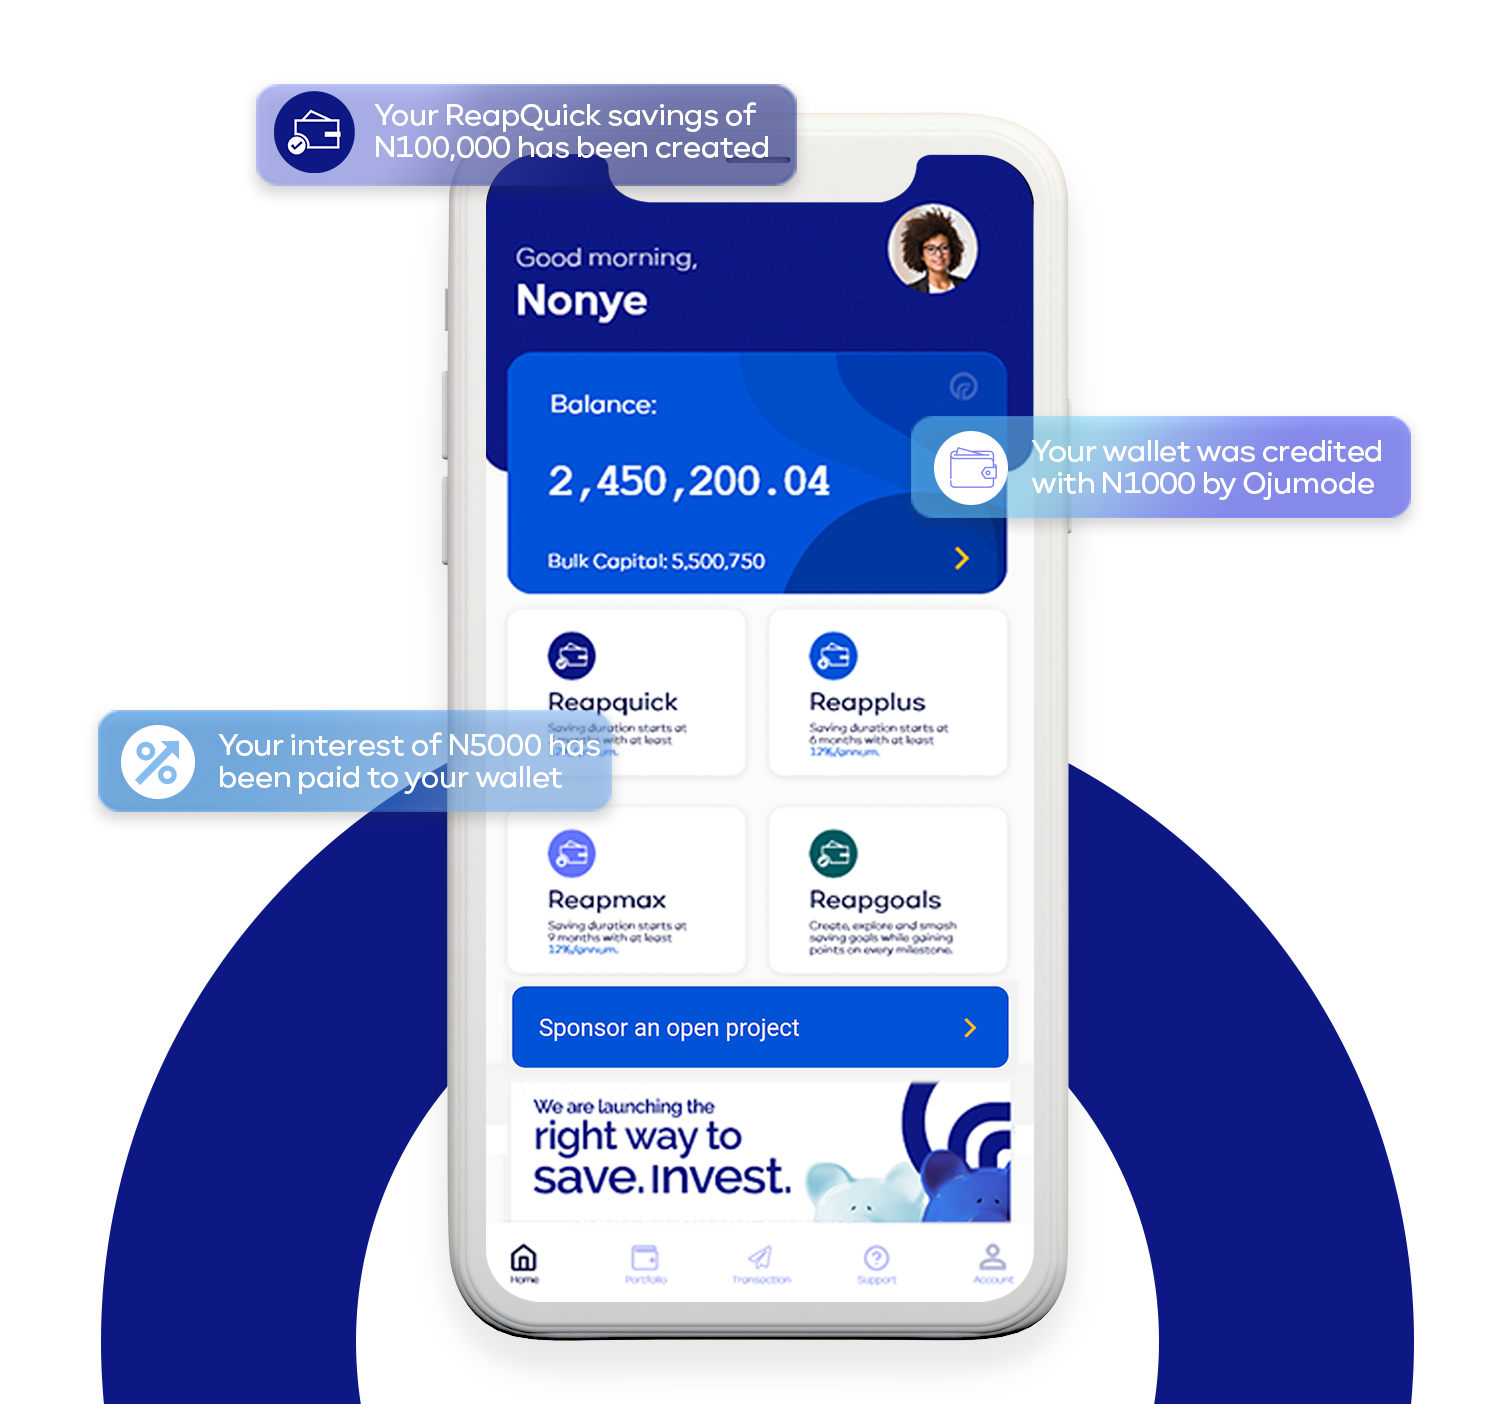 Your ReapQuick savings of
N100,000 has been created
Good morning,
Nonye
Balance:
2,450,200.04
Bulk Capital: 5,500,750
Your wallet was credited
with N1000 by Ojumode
Reapquick
Saving duration starts at
months with at least
Reapplus
Saving duration starts at
6 months with at least
12%/annum.
Your interest of N5000 has
been paid to your wallet
Reapmax
Saving duration starts at
9 months with at least
12%/annum.
Reapgoals
Create, explore and smash
saving goals while gaining
points on every milestone.
Sponsor an open project
We are launching the
right way to
save. Invest.
Home
Portfolio
Transaction
Support
Account